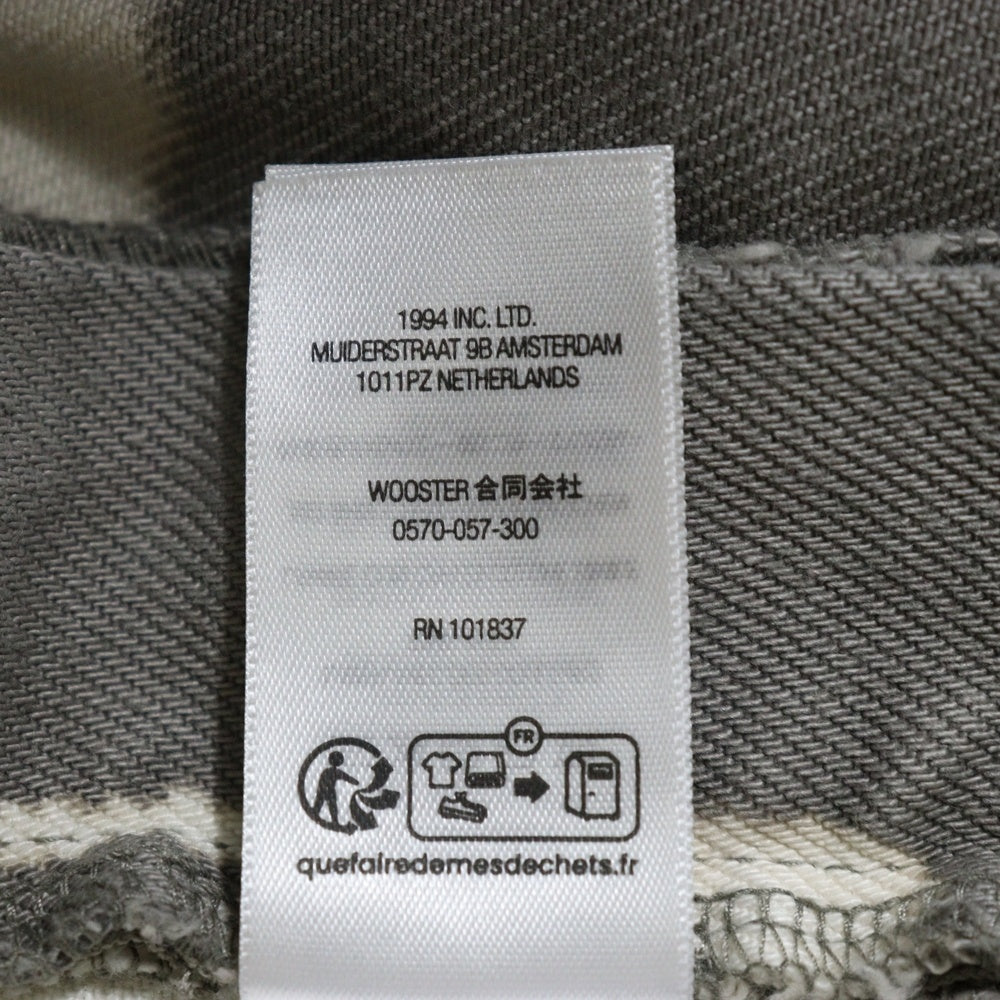 1994 INC. LTD.
MUIDERSTRAAT 9B AMSTERDAM
1011PZ NETHERLANDS
WOOSTER 合同会社
0570-057-300
RN 101837
FR
quefairedemesdechets.fr